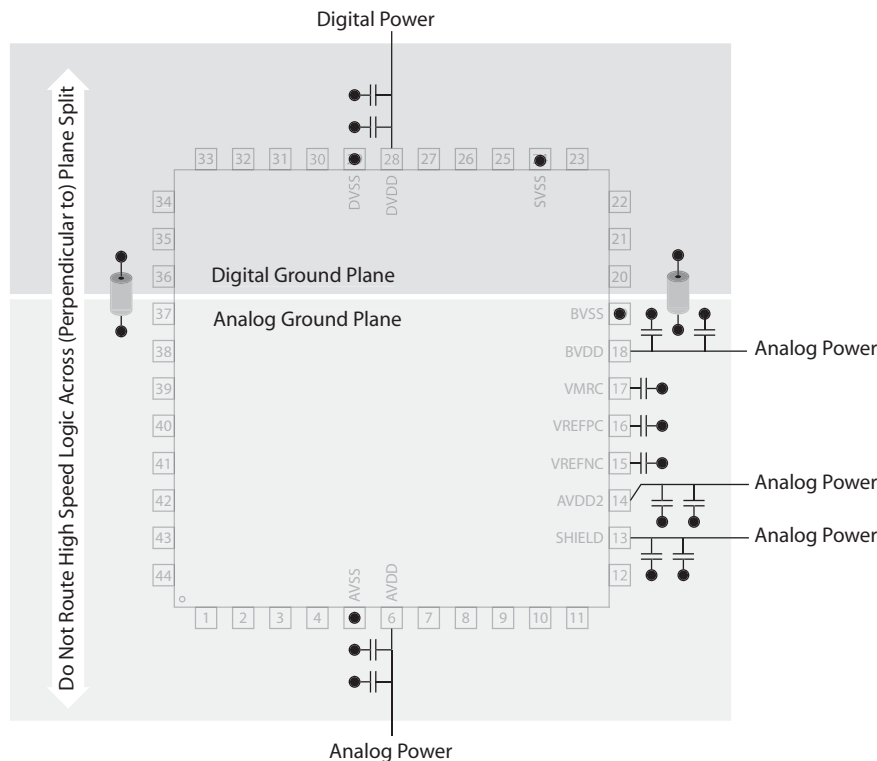 Digital Power
Do Not Route High Speed Logic Across (Perpendicular to) Plane Split
33 32 31 30 28 27 26 25 23
DVSS DVDD SVSS
34 22
35 21
36 Digital Ground Plane 20
37 Analog Ground Plane BVSS
38 BVDD 18 Analog Power
39 VMRC 17
40 VREFPC 16
41 VREFNC 15
42 AVDD2 14 Analog Power
43 SHIELD 13 Analog Power
44 12
AVSS AVDD
1 2 3 4 6 7 8 9 10 11
Analog Power